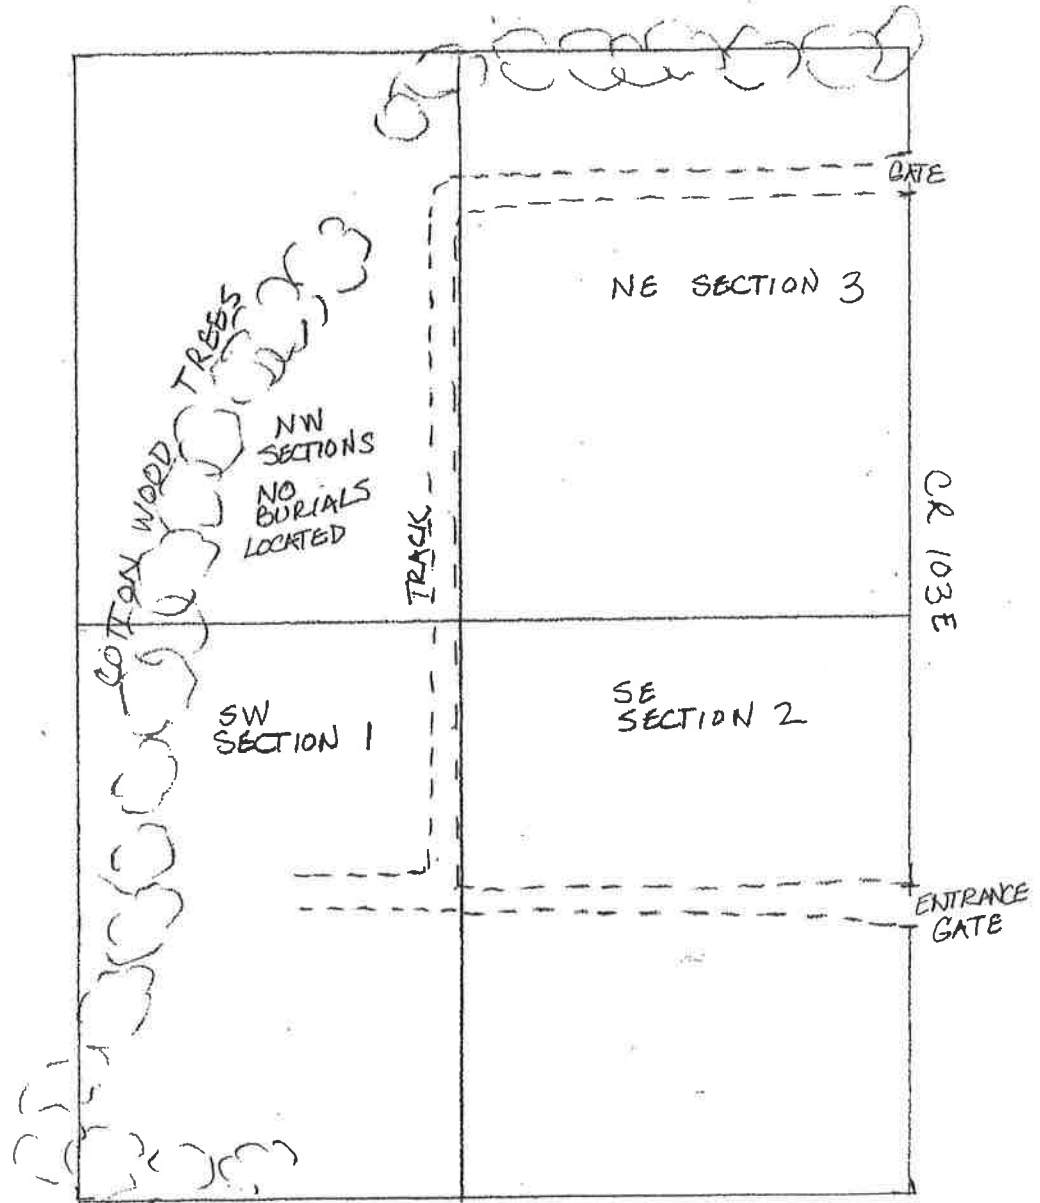 GATE
NE SECTION 3
COTTON WOOD TREES
NW
SECTIONS
NO
BURIALS
LOCATED
TRACK
CR 103E
SW
SECTION 1
SE
SECTION 2
ENTRANCE
GATE